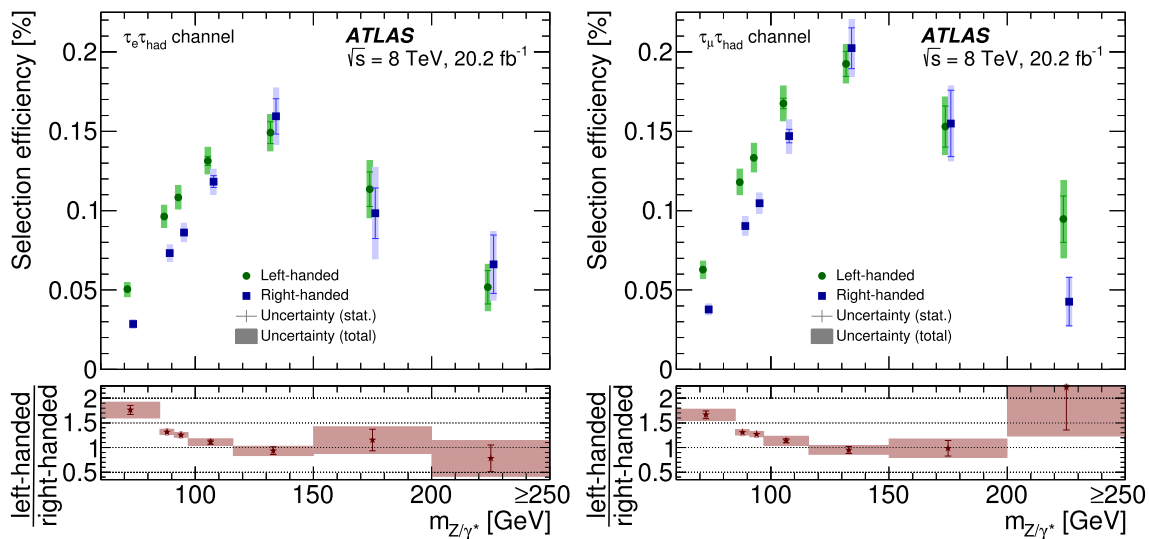 Selection efficiency [%]
τeτhad channel
ATLAS
√s = 8 TeV, 20.2 fb-1
0.2
0.15
0.1
0.05
0
Left-handed
Right-handed
Uncertainty (stat.)
Uncertainty (total)
left-handed
right-handed
2
1.5
1
0.5
100 150 200 ≥250
mZ/γ* [GeV]
Selection efficiency [%]
τμτhad channel
ATLAS
√s = 8 TeV, 20.2 fb-1
0.2
0.15
0.1
0.05
0
Left-handed
Right-handed
Uncertainty (stat.)
Uncertainty (total)
left-handed
right-handed
2
1.5
1
0.5
100 150 200 ≥250
mZ/γ* [GeV]